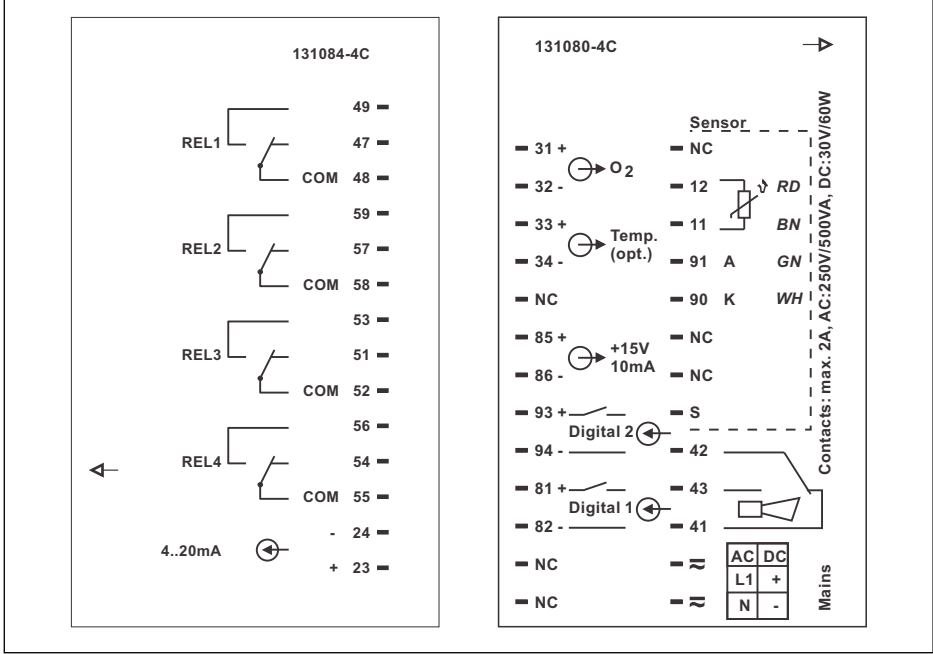 131084-4C
49
REL1 47
COM 48
59
REL2 57
COM 58
53
REL3 51
COM 52
56
REL4 54
COM 55
- 24
4..20mA
+ 23
131080-4C
Sensor
31 + NC
O2
32 - 12 RD
33 + 11 BN
Temp.
(opt.)
34 - 91 A GN
NC 90 K WH
85 + NC
+15V
10mA
86 - NC
93 + S
Digital 2
94 - 42
81 + 43
Digital 1
82 - 41
NC
NC
AC DC
L1 +
N -
Contacts: max. 2A, AC:250V/500VA, DC:30V/60W
Mains